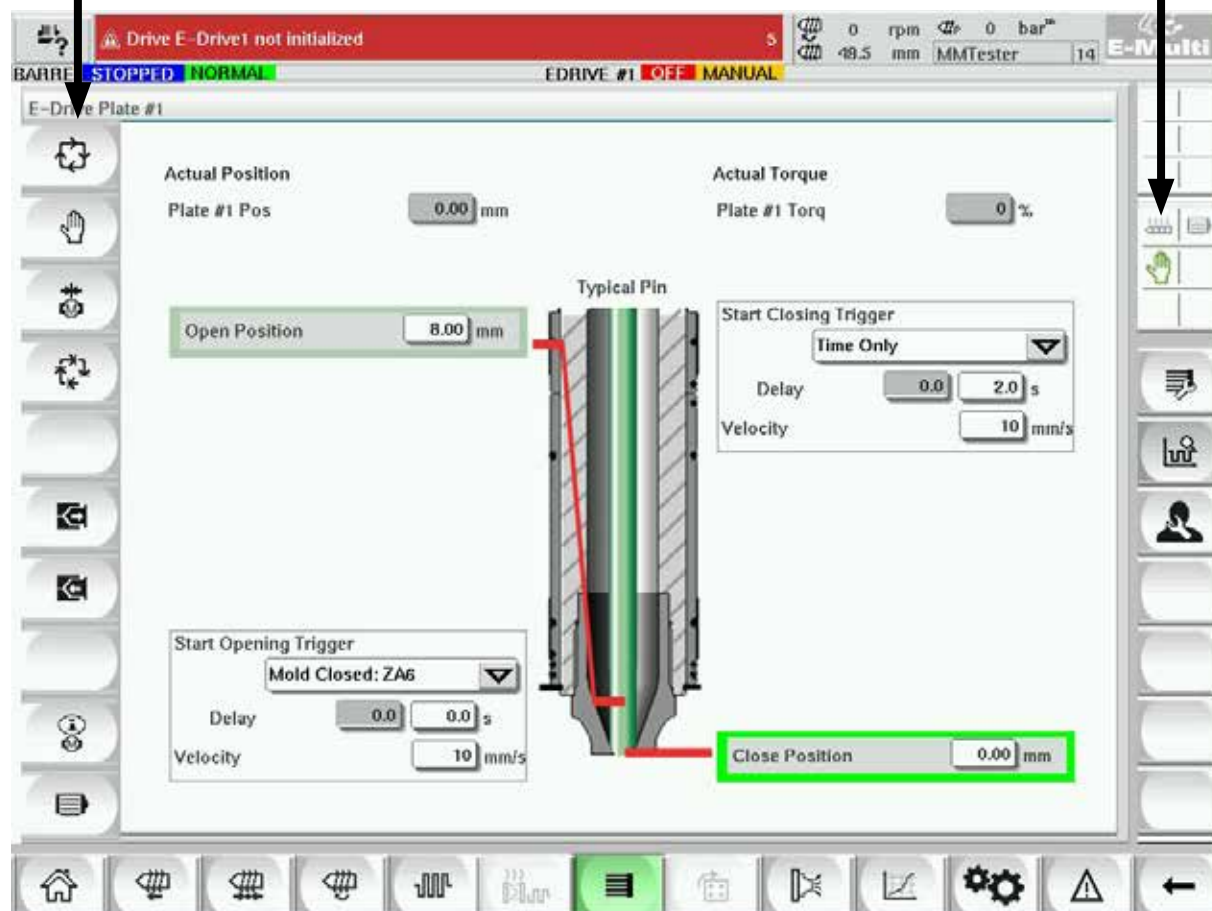 Drive E-Drive1 not initialized 5
0 rpm 0 bar
48.5 mm MMTester 14
E-Multi
BARREL STOPPED NORMAL EDRIVE #1 OFF MANUAL
E-Drive Plate #1
Actual Position
Plate #1 Pos 0.00 mm
Actual Torque
Plate #1 Torq 0 %
Typical Pin
Open Position 8.00 mm
Start Closing Trigger
Time Only
Delay 0.0 2.0 s
Velocity 10 mm/s
Start Opening Trigger
Mold Closed: ZA6
Delay 0.0 0.0 s
Velocity 10 mm/s
Close Position 0.00 mm